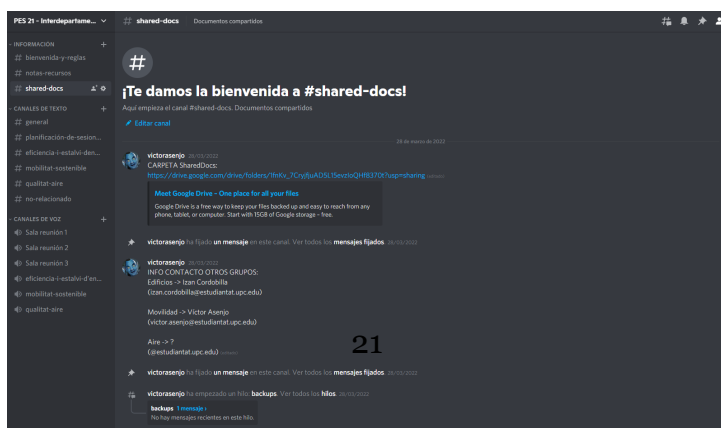 PES 21 – Interdepartame...
INFORMACIÓN
bienvenida-y-reglas
notas-recursos
shared-docs
CANALES DE TEXTO
general
planificación-de-sesion...
eficiencia-i-estalvi-den...
mobilitat-sostenible
qualitat-aire
no-relacionado
CANALES DE VOZ
Sala reunión 1
Sala reunión 2
Sala reunión 3
eficiencia-i-estalvi-d'en...
mobilitat-sostenible
qualitat-aire
shared-docs Documentos compartidos
#
¡Te damos la bienvenida a #shared-docs!
Aquí empieza el canal #shared-docs. Documentos compartidos
Editar canal
28 de marzo de 2022
victorasenjo 28/03/2022
CARPETA SharedDocs:
Meet Google Drive – One place for all your files
Google Drive is a free way to keep your files backed up and easy to reach from any
phone, tablet, or computer. Start with 15GB of Google storage – free.
victorasenjo ha fijado un mensaje en este canal. Ver todos los mensajes fijados. 28/03/2022
victorasenjo 28/03/2022
INFO CONTACTO OTROS GRUPOS:
Edificios -> Izan Cordobilla
(izan.cordobilla@estudiantat.upc.edu)
Movilidad -> Víctor Asenjo
(victor.asenjo@estudiantat.upc.edu)
Aire -> ?
(@estudiantat.upc.edu)
21
victorasenjo ha fijado un mensaje en este canal. Ver todos los mensajes fijados. 28/03/2022
victorasenjo ha empezado un hilo: backups. Ver todos los hilos. 28/03/2022
backups 1 mensaje ›
No hay mensajes recientes en este hilo.